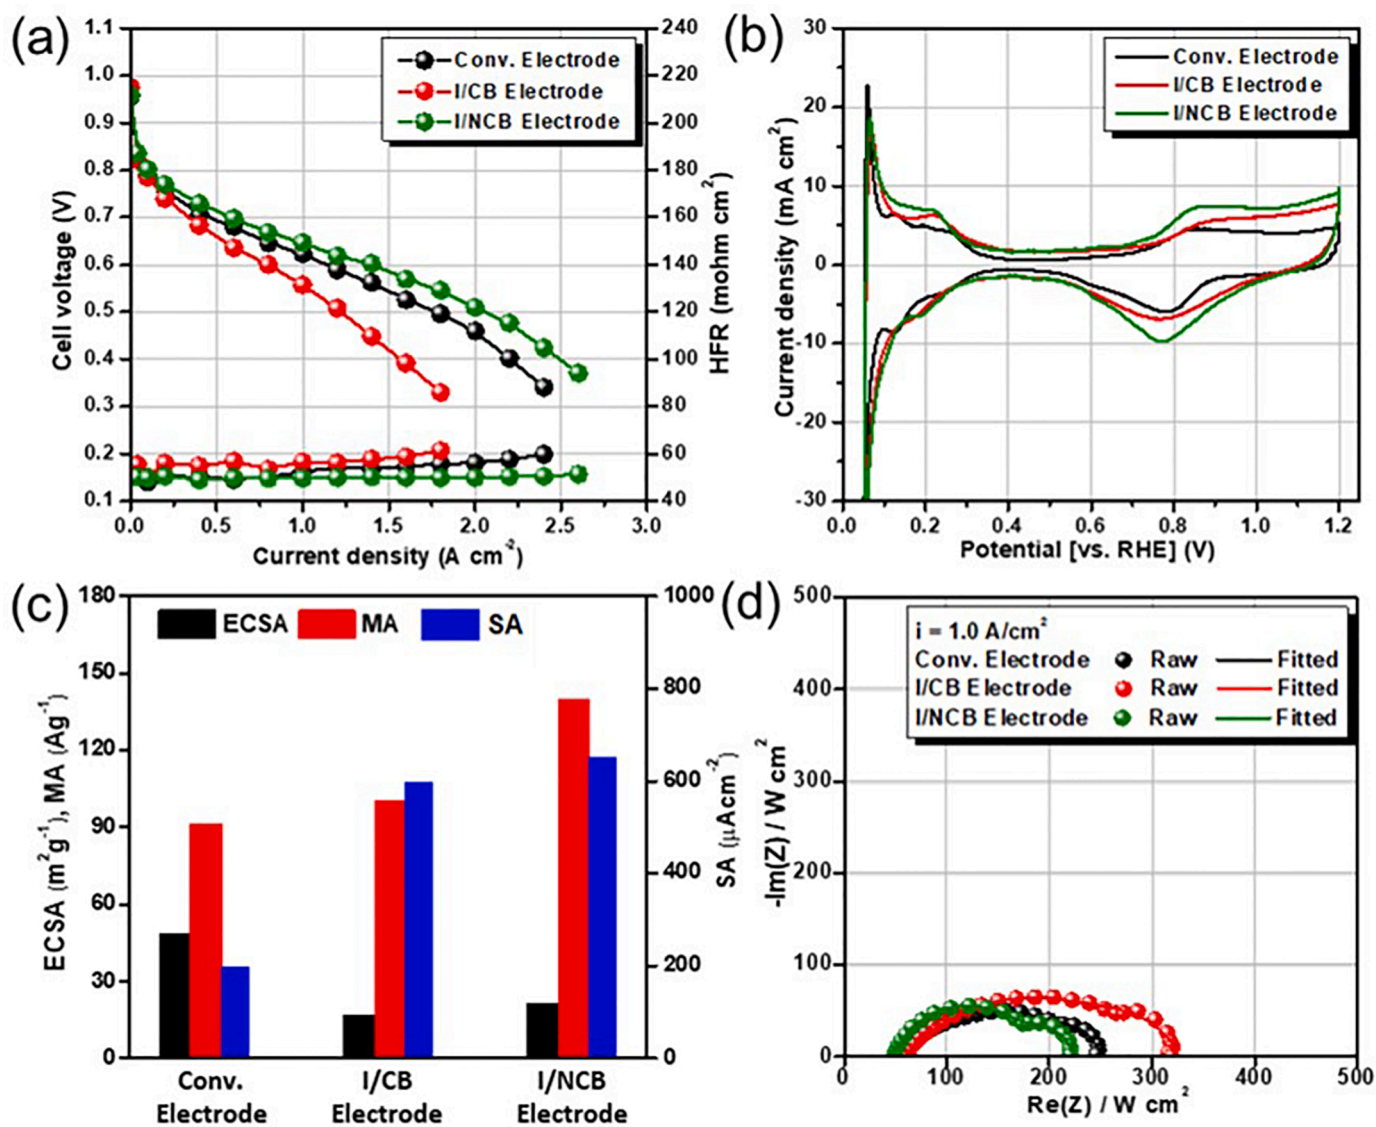 (a)
1.1
1.0
0.9
0.8
0.7
0.6
0.5
0.4
0.3
0.2
0.1
Cell voltage (V)
Conv. Electrode
I/CB Electrode
I/NCB Electrode
240
220
200
180
160
140
120
100
80
60
40
HFR (mohm cm²)
0.0 0.5 1.0 1.5 2.0 2.5 3.0
Current density (A cm⁻²)
(b)
30
20
10
0
-10
-20
-30
Current density (mA cm²)
Conv. Electrode
I/CB Electrode
I/NCB Electrode
0.0 0.2 0.4 0.6 0.8 1.0 1.2
Potential [vs. RHE] (V)
(c)
180
150
120
90
60
30
0
ECSA (m²g⁻¹), MA (Ag⁻¹)
ECSA MA SA
1000
800
600
400
200
0
SA (μAcm⁻²)
Conv. I/CB I/NCB
Electrode Electrode Electrode
(d)
500
400
300
200
100
0
-Im(Z) / W cm²
i = 1.0 A/cm²
Conv. Electrode Raw Fitted
I/CB Electrode Raw Fitted
I/NCB Electrode Raw Fitted
0 100 200 300 400 500
Re(Z) / W cm²